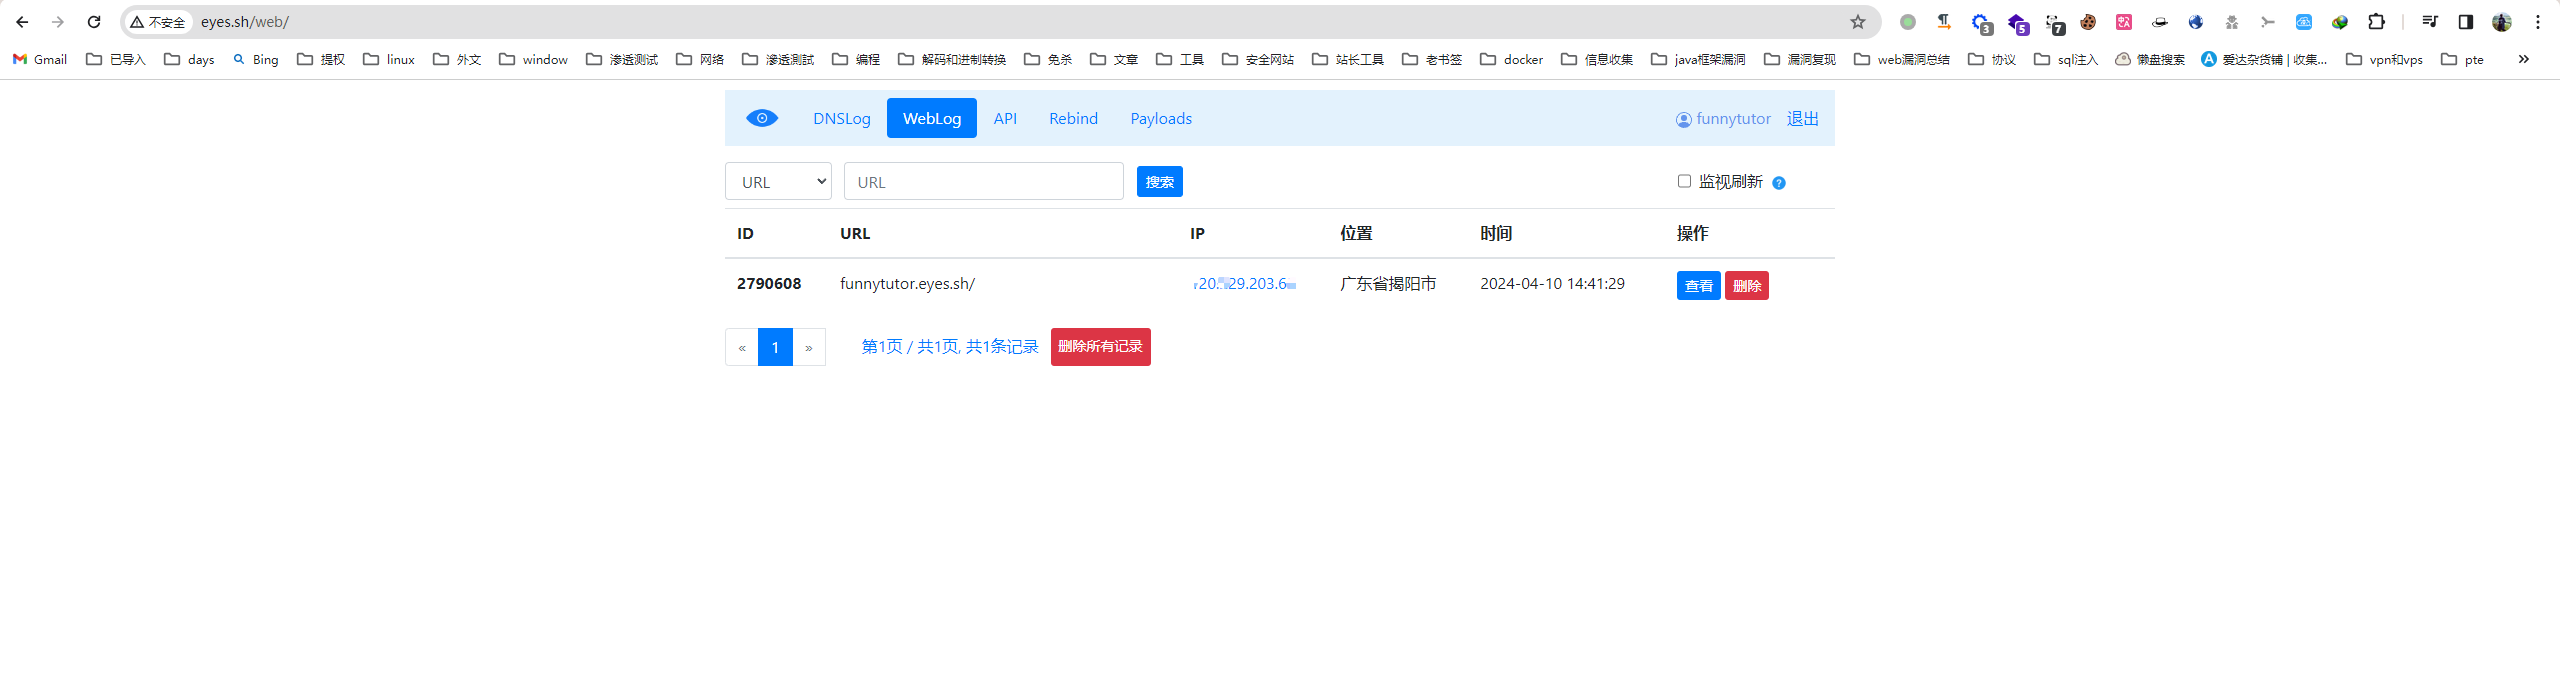 不安全 eyes.sh/web/
3 5 7
Gmail 已导入 days Bing 提权 linux 外文 window 渗透测试 网络 滲透測試 编程 解码和进制转换 免杀 文章 工具 安全网站 站长工具 老书签 docker 信息收集 java框架漏洞 漏洞复现 web漏洞总结 协议 sql注入 懒盘搜索 爱达杂货铺 | 收集... vpn和vps pte »
DNSLog WebLog API Rebind Payloads funnytutor 退出
URL URL 搜索 监视刷新 ?
ID URL IP 位置 时间 操作
2790608 funnytutor.eyes.sh/ 29.203.6 广东省揭阳市 2024-04-10 14:41:29 查看 删除
« 1 » 第1页 / 共1页, 共1条记录 删除所有记录